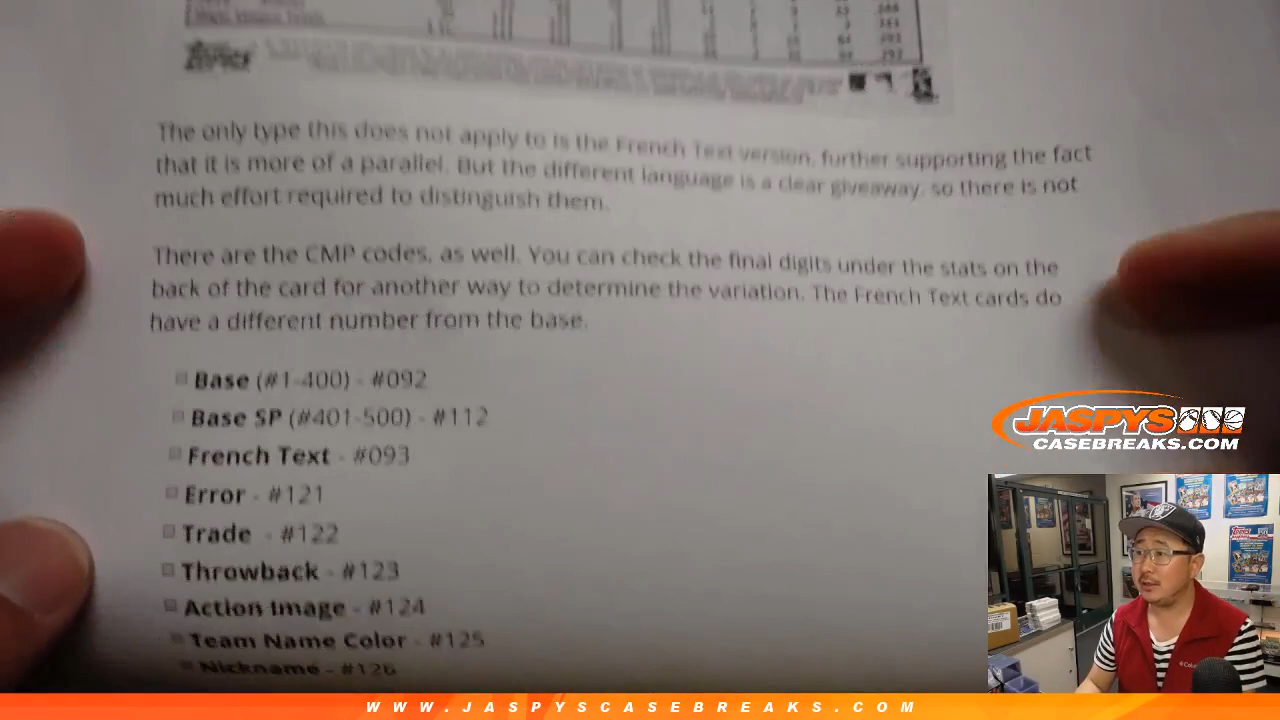 Topps
The only type this does not apply to is the French Text version, further supporting the fact
that it is more of a parallel. But the different language is a clear giveaway, so there is not
much effort required to distinguish them.
There are the CMP codes, as well. You can check the final digits under the stats on the
back of the card for another way to determine the variation. The French Text cards do
have a different number from the base.
Base (#1-400) - #092
Base SP (#401-500) - #112
French Text - #093
Error - #121
Trade - #122
Throwback - #123
Action Image - #124
Team Name Color - #125
Nickname - #126
JASPYS
CASEBREAKS.COM
WWW.JASPYSCASEBREAKS.COM